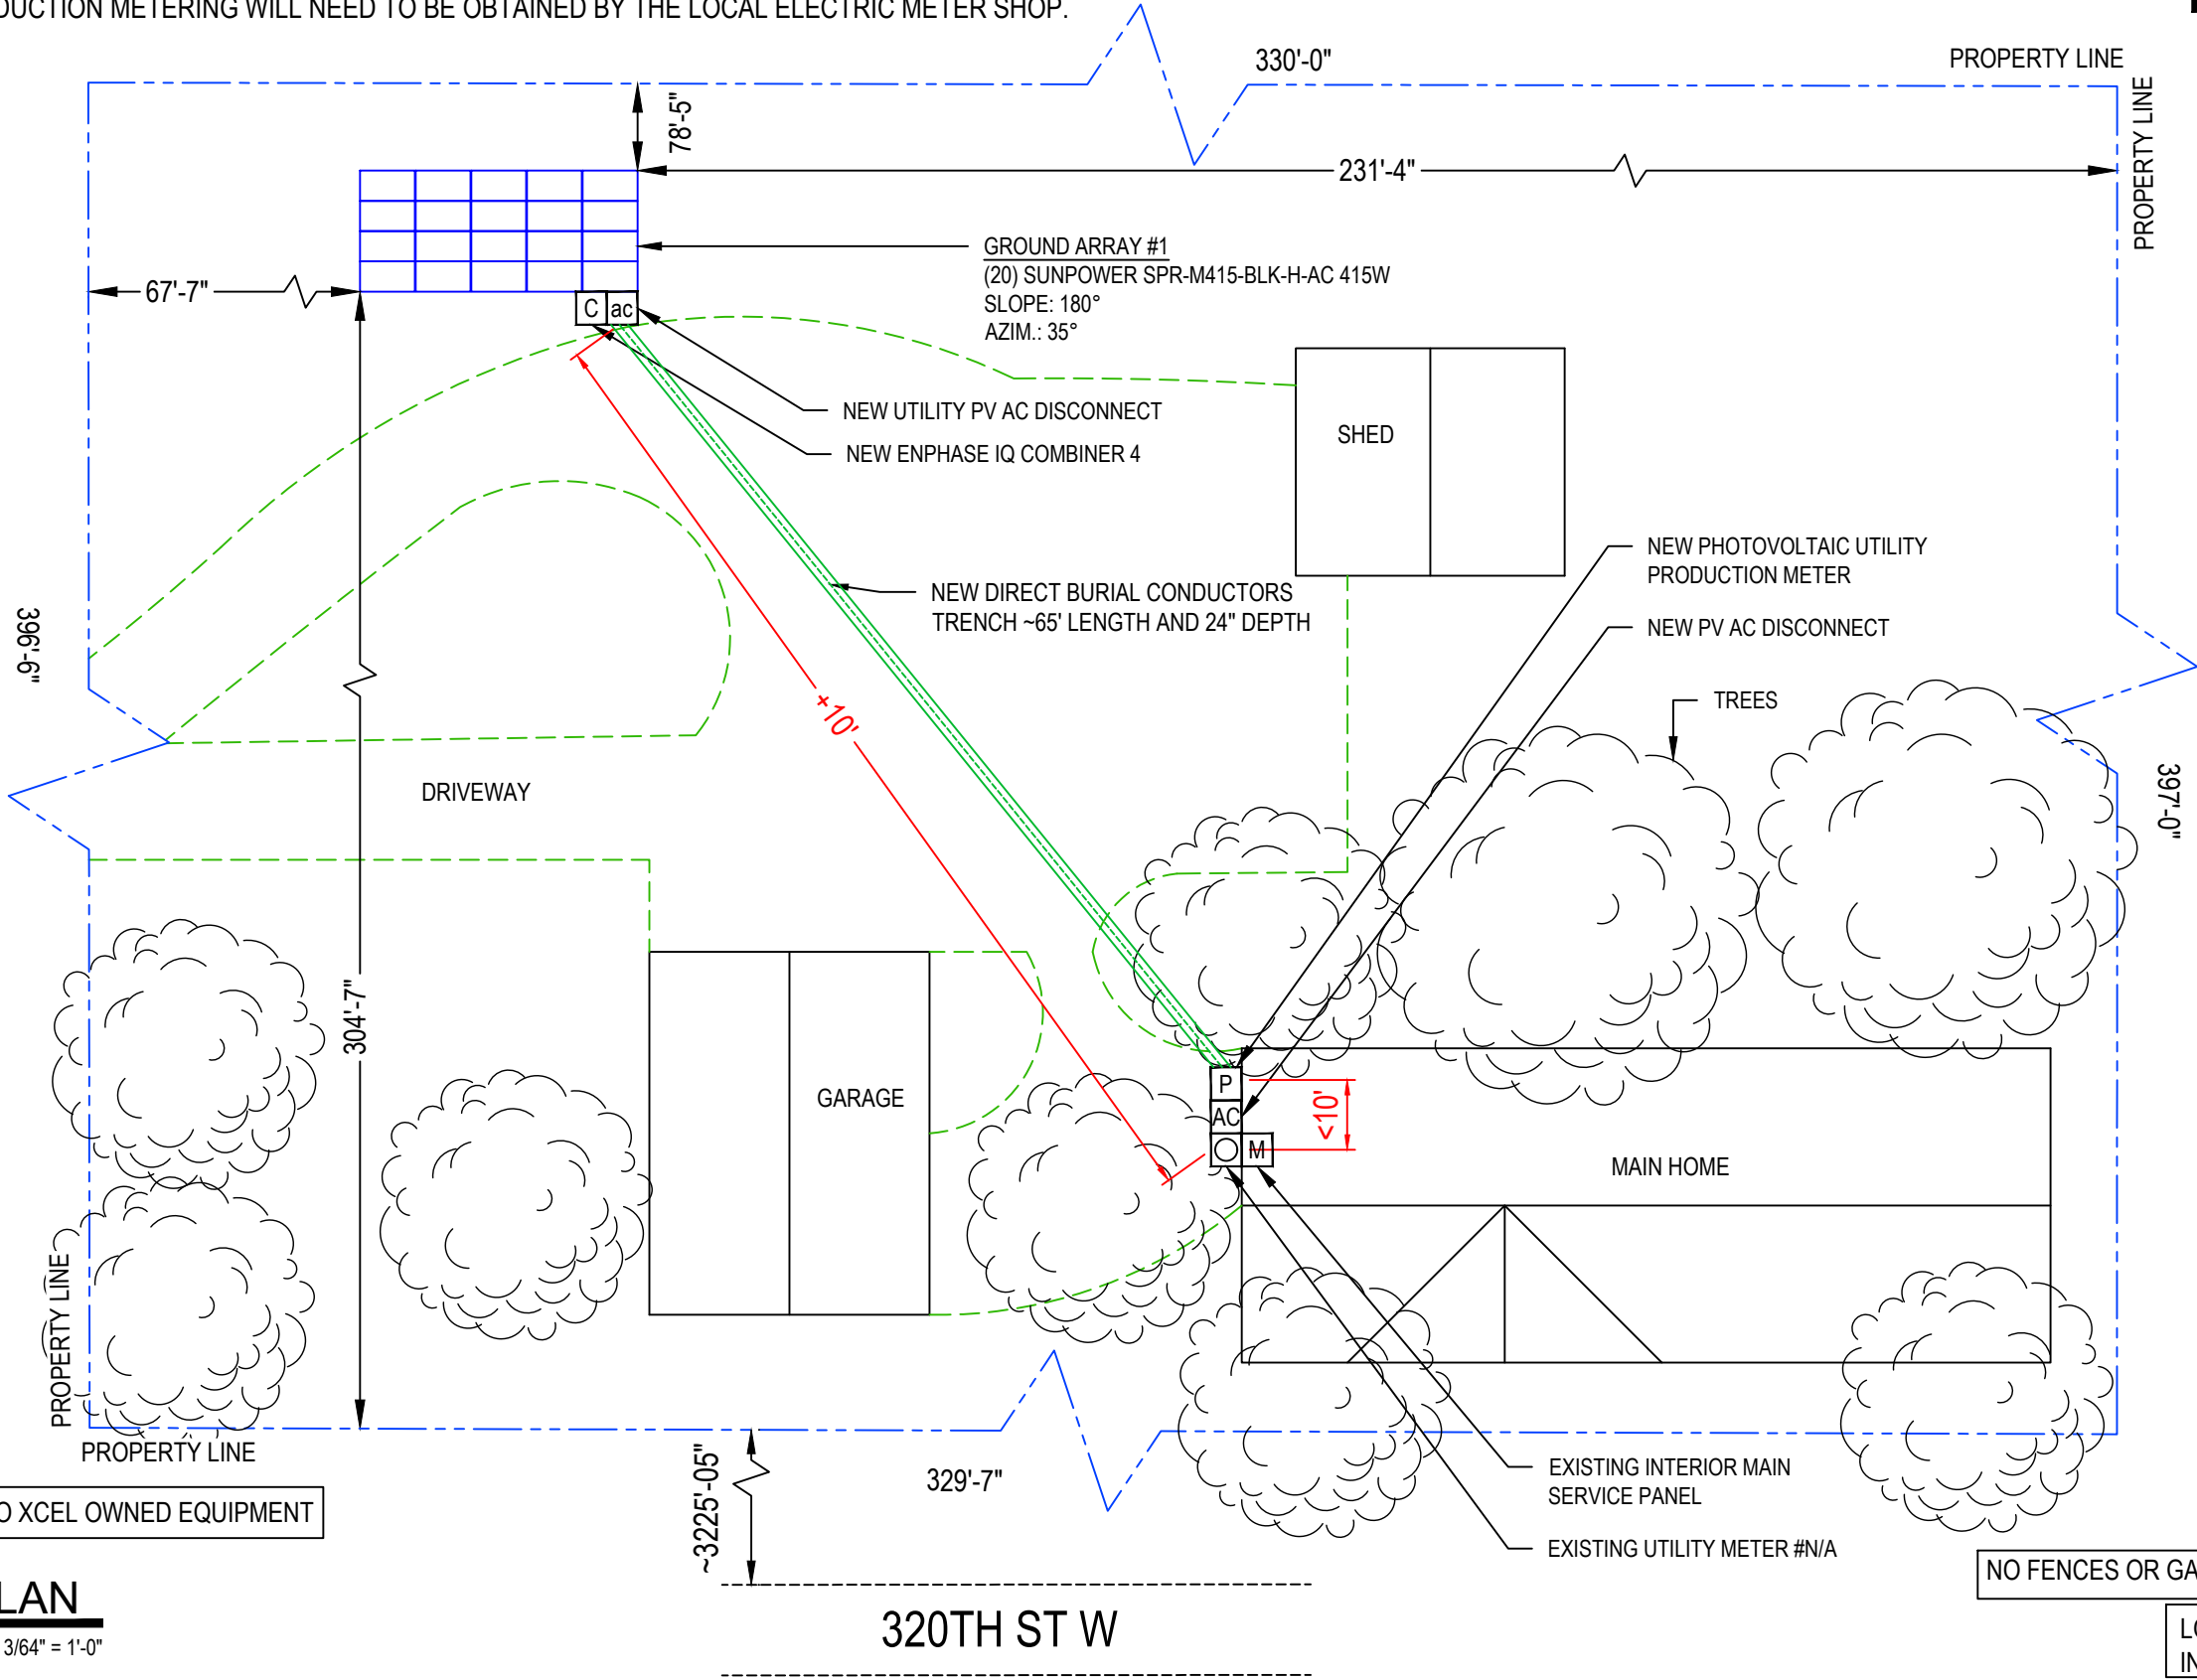 DUCTION METERING WILL NEED TO BE OBTAINED BY THE LOCAL ELECTRIC METER SHOP.
330'-0"
PROPERTY LINE
PROPERTY LINE
78'-5"
231'-4"
GROUND ARRAY #1
(20) SUNPOWER SPR-M415-BLK-H-AC 415W
SLOPE: 180°
AZIM.: 35°
67'-7"
C
ac
NEW UTILITY PV AC DISCONNECT
NEW ENPHASE IQ COMBINER 4
SHED
NEW PHOTOVOLTAIC UTILITY
PRODUCTION METER
NEW DIRECT BURIAL CONDUCTORS
TRENCH ~65' LENGTH AND 24" DEPTH
NEW PV AC DISCONNECT
396'-6"
+10'
TREES
DRIVEWAY
397'-0"
304'-7"
GARAGE
P
AC
M
<10'
MAIN HOME
PROPERTY LINE
PROPERTY LINE
~3225'-05"
329'-7"
EXISTING INTERIOR MAIN
SERVICE PANEL
EXISTING UTILITY METER #N/A
O XCEL OWNED EQUIPMENT
NO FENCES OR GA
LAN
3/64" = 1'-0"
320TH ST W
LO
IN